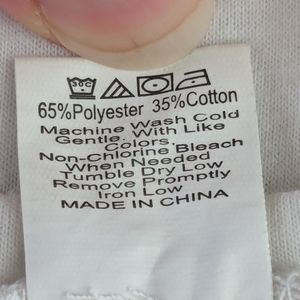 30C
65%Polyester 35%Cotton
Machine Wash Cold
Gentle. With Like
Colors.
Non-Chlorine Bleach
When Needed
Tumble Dry Low
Remove Promptly
Iron Low
MADE IN CHINA